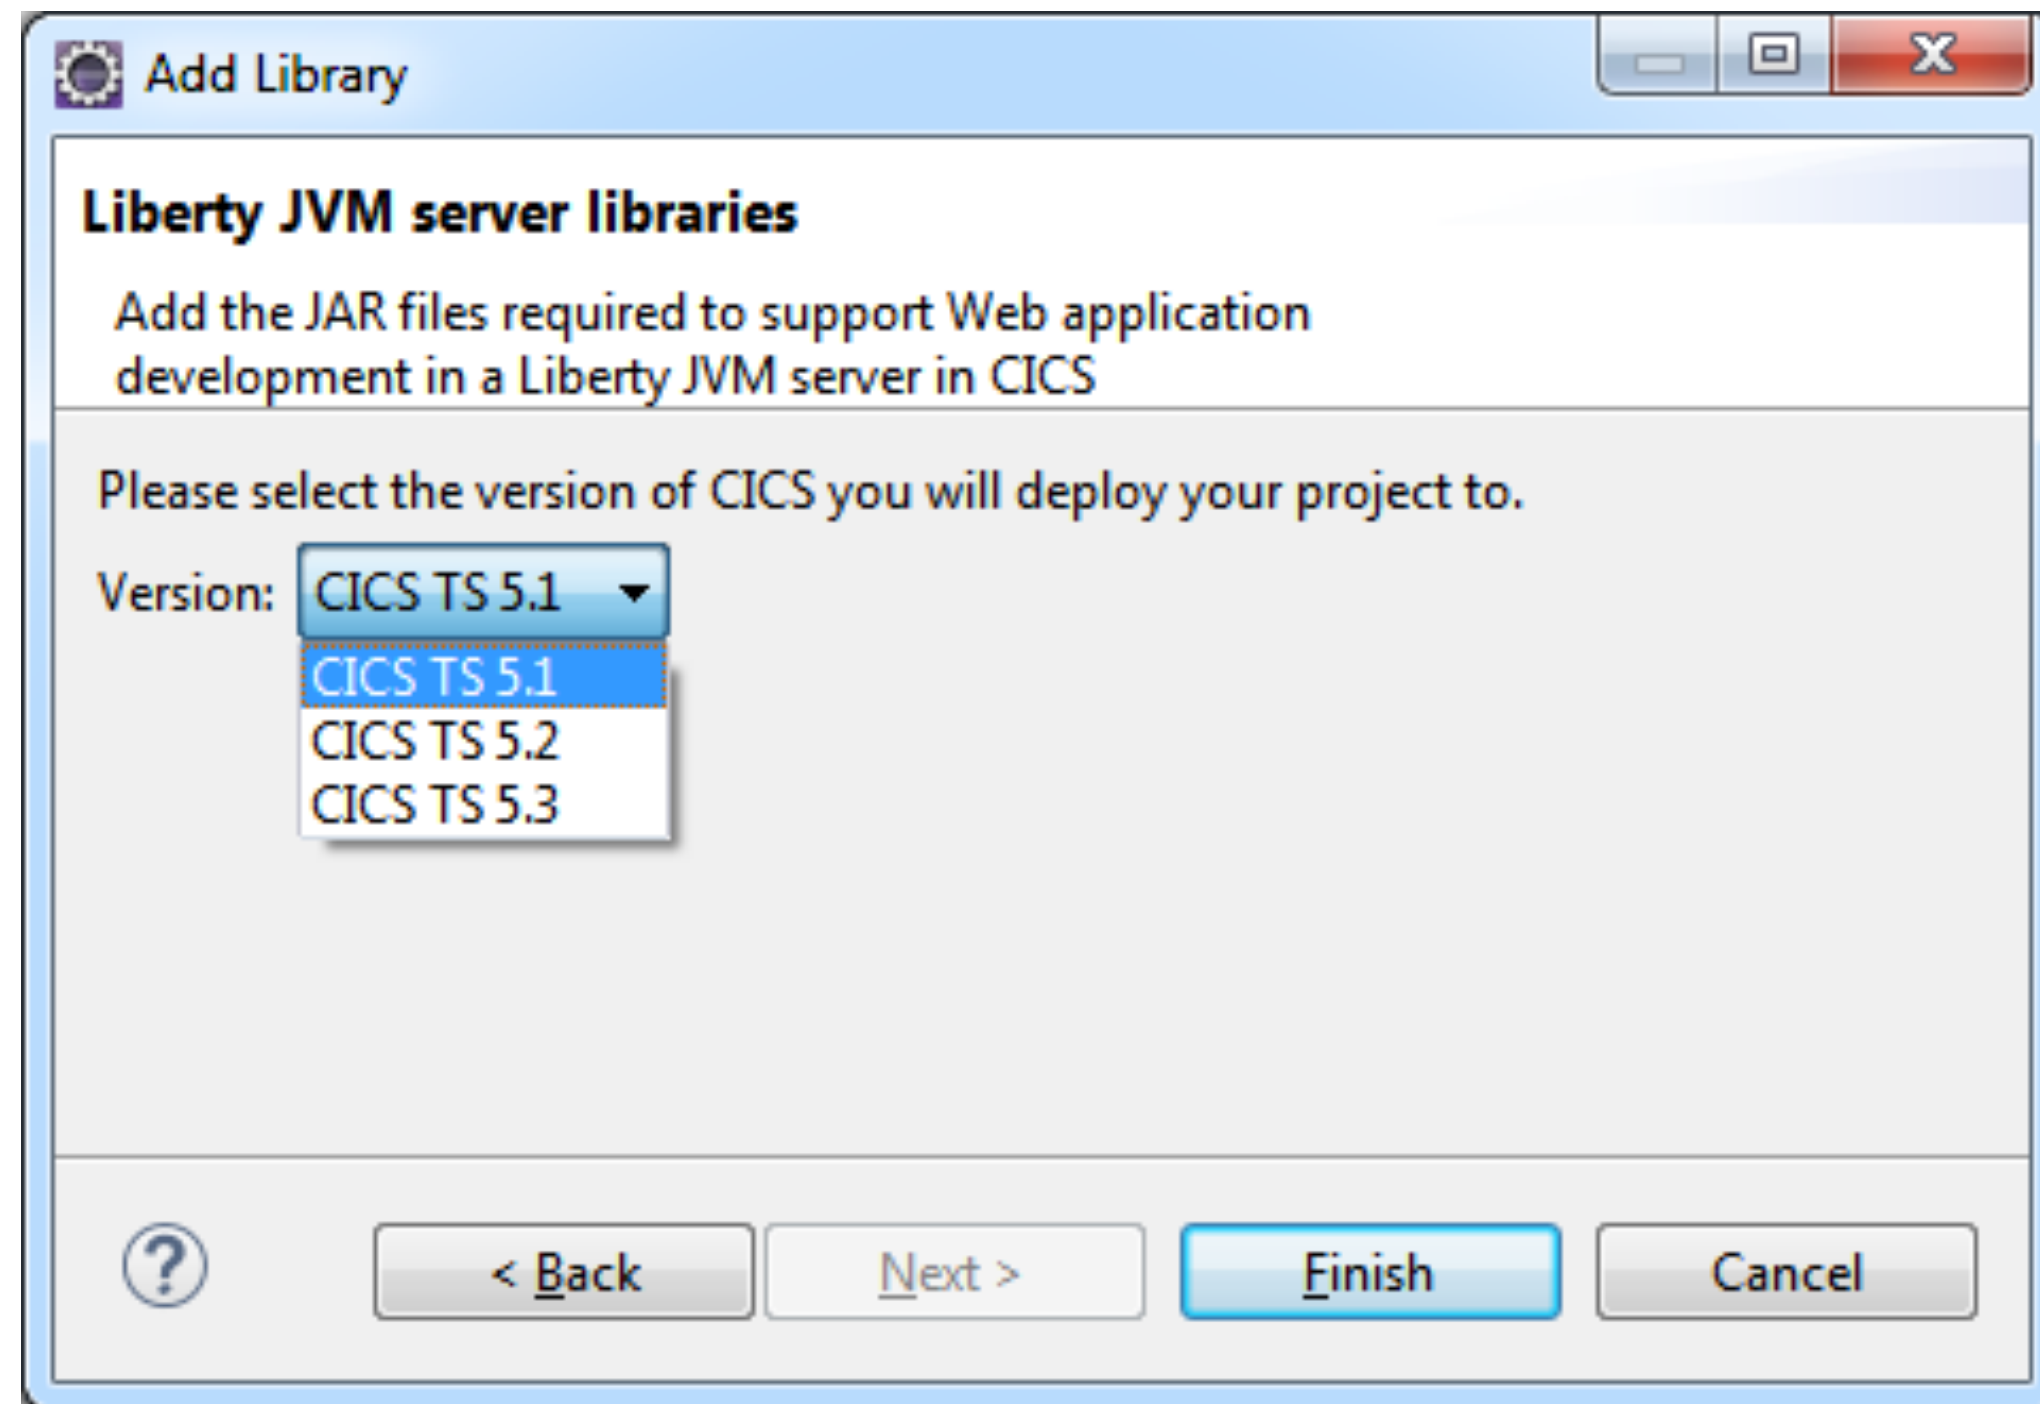 Add Library
Liberty JVM server libraries
Add the JAR files required to support Web application
development in a Liberty JVM server in CICS
Please select the version of CICS you will deploy your project to.
Version: CICS TS 5.1
CICS TS 5.1
CICS TS 5.2
CICS TS 5.3
? < Back Next > Finish Cancel